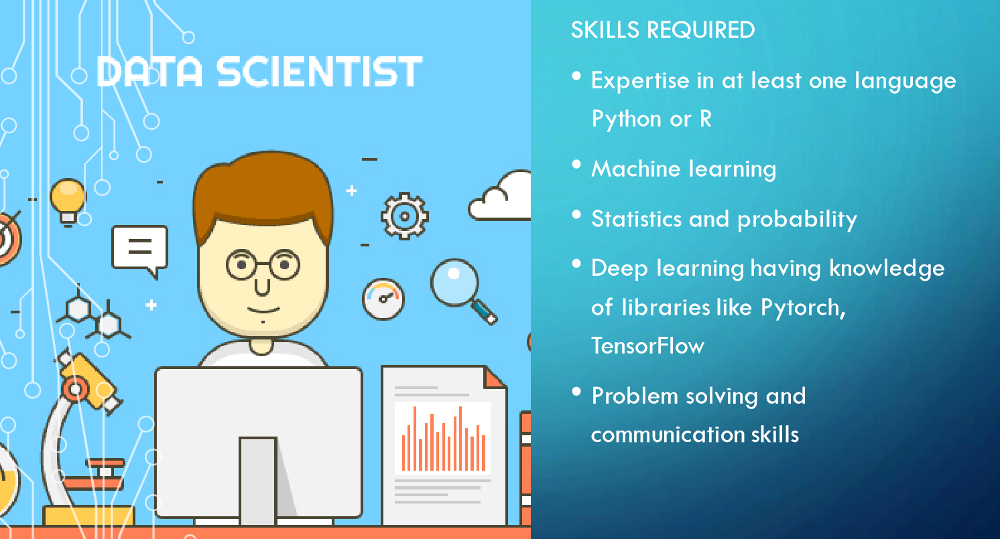 DATA SCIENTIST
SKILLS REQUIRED
• Expertise in at least one language
Python or R
• Machine learning
• Statistics and probability
• Deep learning having knowledge
of libraries like Pytorch,
TensorFlow
• Problem solving and
communication skills